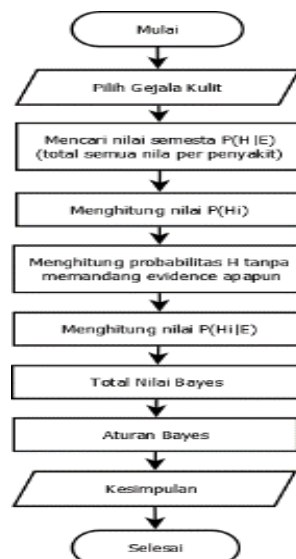 Mulai
Pilih Gejala Kulit
Mencari nilai semesta P(H|E)
(total semua nila per penyakit)
Menghitung nilai P(Hi)
Menghitung probabilitas H tanpa
memandang evidence apapun
Menghitung nilai P(Hi|E)
Total Nilai Bayes
Aturan Bayes
Kesimpulan
Selesai